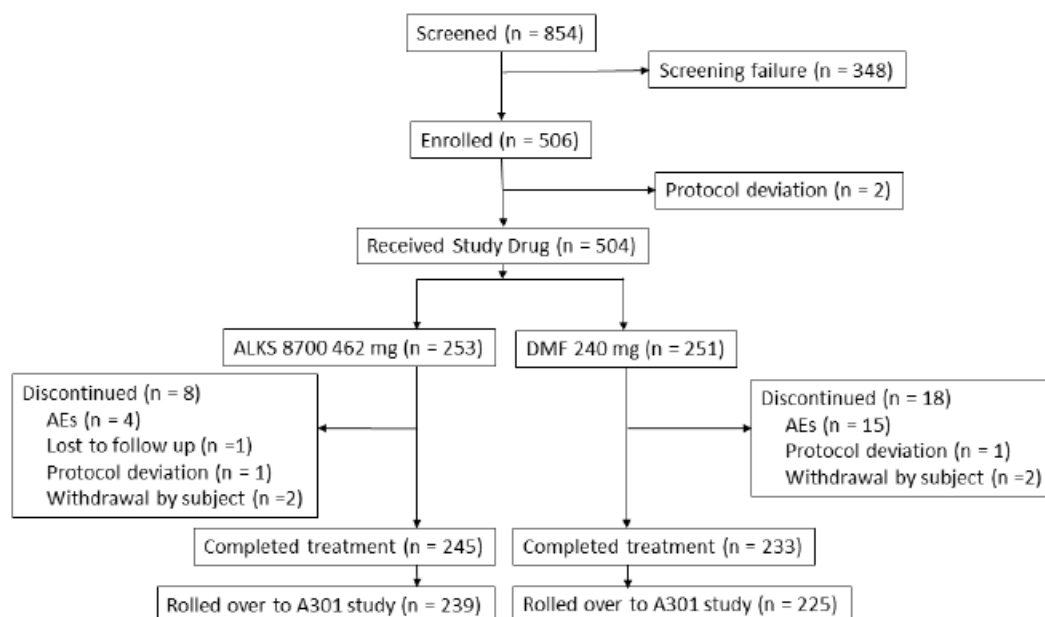 Screened (n = 854)
Screening failure (n = 348)
Enrolled (n = 506)
Protocol deviation (n = 2)
Received Study Drug (n = 504)
ALKS 8700 462 mg (n = 253)
DMF 240 mg (n = 251)
Discontinued (n = 8)
AEs (n = 4)
Lost to follow up (n =1)
Protocol deviation (n = 1)
Withdrawal by subject (n =2)
Discontinued (n = 18)
AEs (n = 15)
Protocol deviation (n = 1)
Withdrawal by subject (n =2)
Completed treatment (n = 245)
Completed treatment (n = 233)
Rolled over to A301 study (n = 239)
Rolled over to A301 study (n = 225)